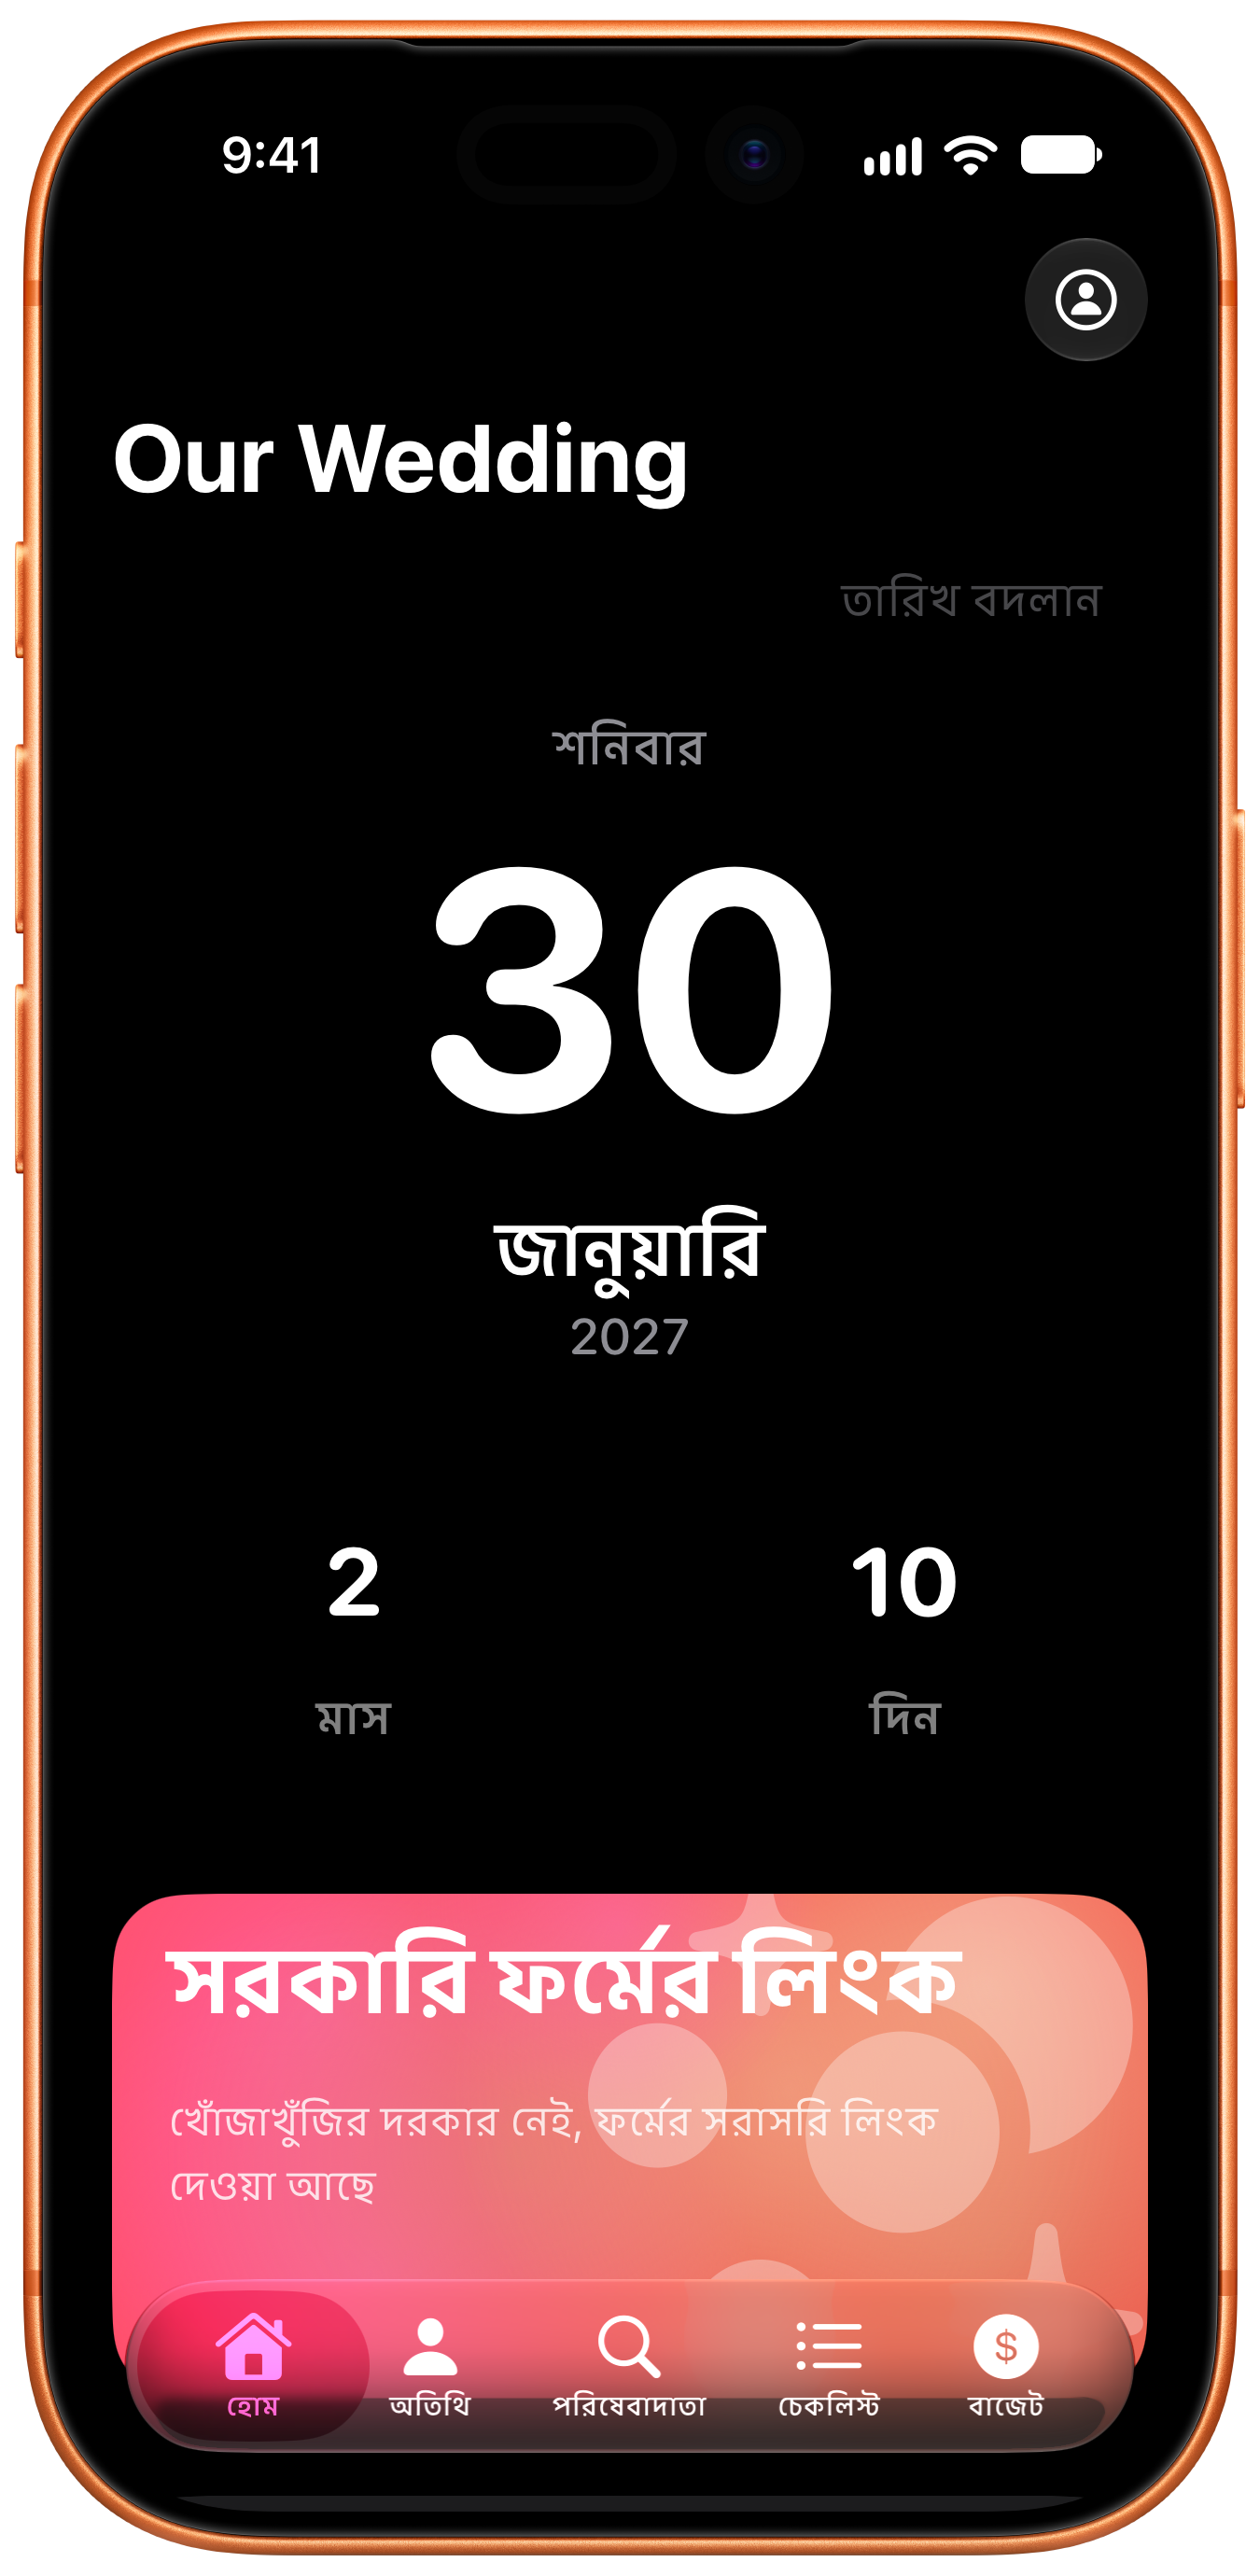 9:41
Our Wedding
তারিখ বদলান
শনিবার
30
জানুয়ারি
2027
2
10
মাস
দিন
সরকারি ফর্মের লিংক
খোঁজাখুঁজির দরকার নেই, ফর্মের সরাসরি লিংক
দেওয়া আছে
হোম
অতিথি
পরিষেবাদাতা
চেকলিস্ট
$
বাজেট